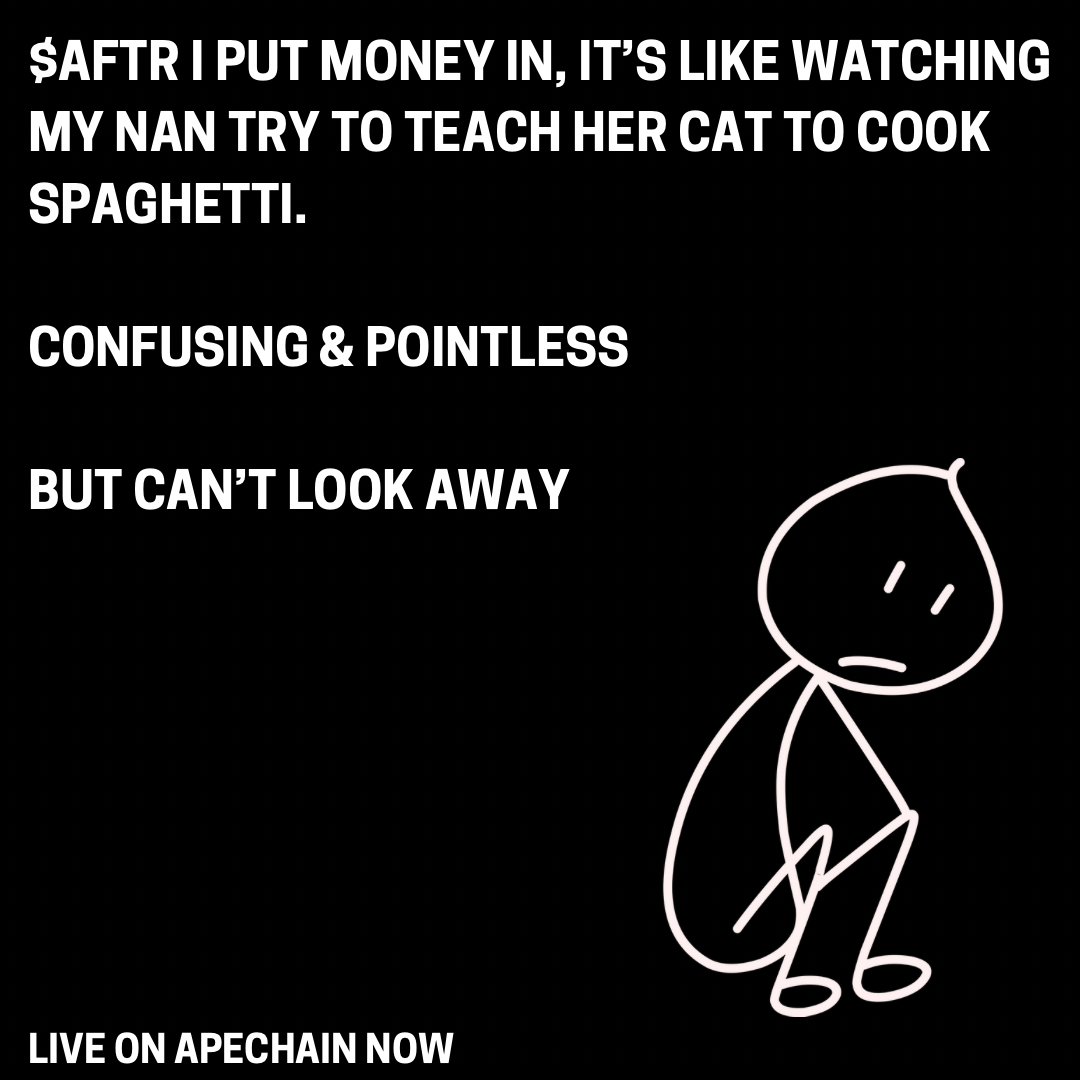 $AFTR I PUT MONEY IN, IT’S LIKE WATCHING
MY NAN TRY TO TEACH HER CAT TO COOK
SPAGHETTI.
CONFUSING & POINTLESS
BUT CAN’T LOOK AWAY
LIVE ON APECHAIN NOW